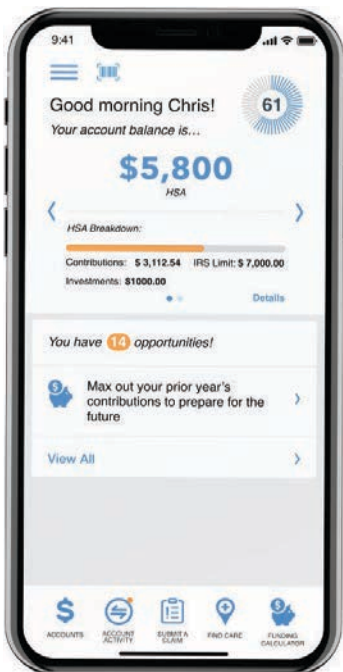 9:41
Good morning Chris!
61
Your account balance is...
$5,800
HSA
HSA Breakdown:
Contributions: $ 3,112.54 IRS Limit: $ 7,000.00
Investments: $1000.00
Details
You have 14 opportunities!
Max out your prior year's
contributions to prepare for the
future
View All
ACCOUNTS
ACCOUNT
ACTIVITY
SUBMIT A
CLAIM
FIND CARE
FUNDING
CALCULATOR